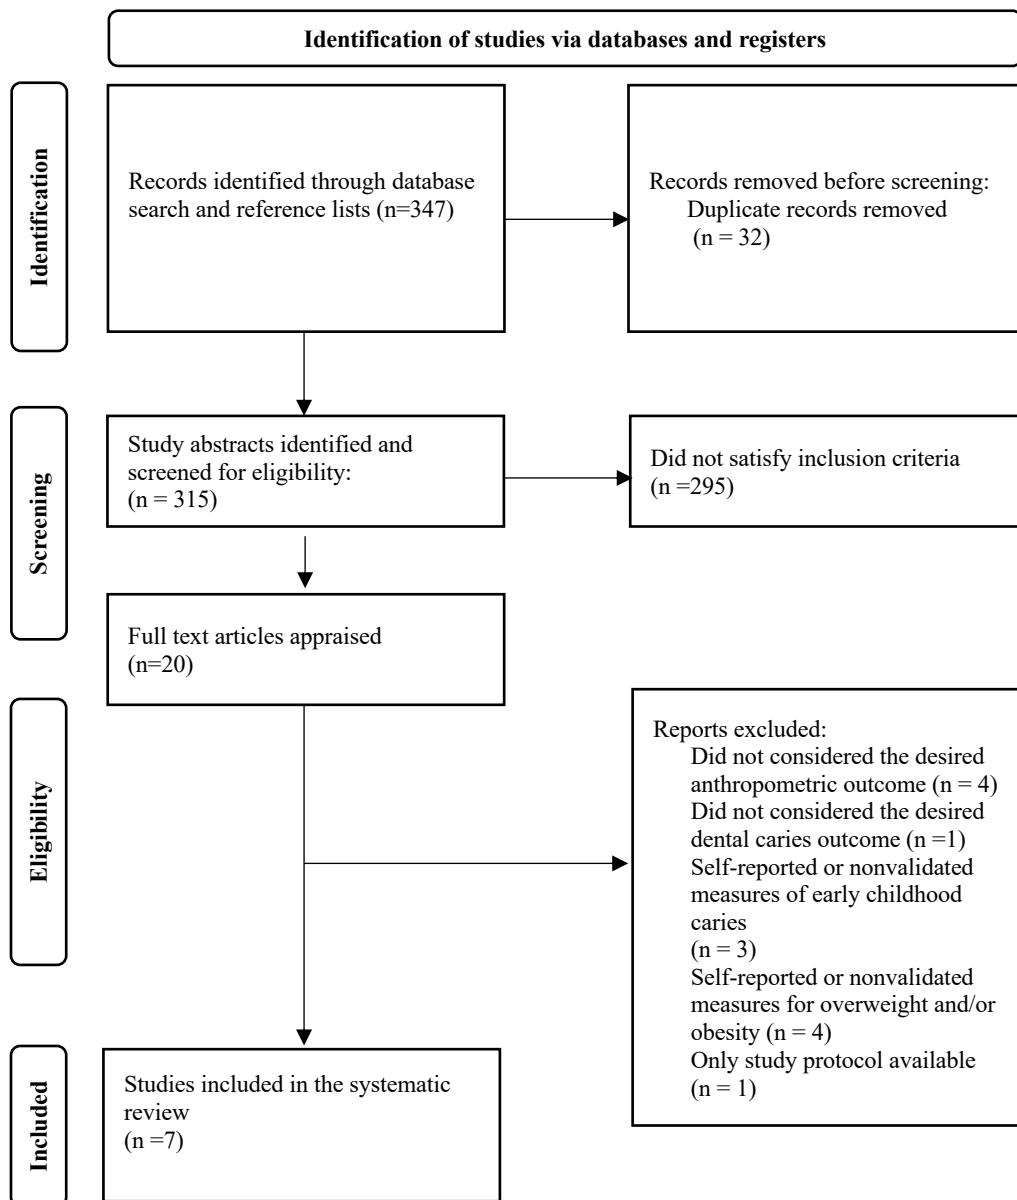 Identification of studies via databases and registers
Identification
Records identified through database
search and reference lists (n=347)
Records removed before screening:
Duplicate records removed
(n = 32)
Screening
Study abstracts identified and
screened for eligibility:
(n = 315)
Did not satisfy inclusion criteria
(n =295)
Full text articles appraised
(n=20)
Eligibility
Reports excluded:
Did not considered the desired
anthropometric outcome (n = 4)
Did not considered the desired
dental caries outcome (n =1)
Self-reported or nonvalidated
measures of early childhood
caries
(n = 3)
Self-reported or nonvalidated
measures for overweight and/or
obesity (n = 4)
Only study protocol available
(n = 1)
Included
Studies included in the systematic
review
(n =7)